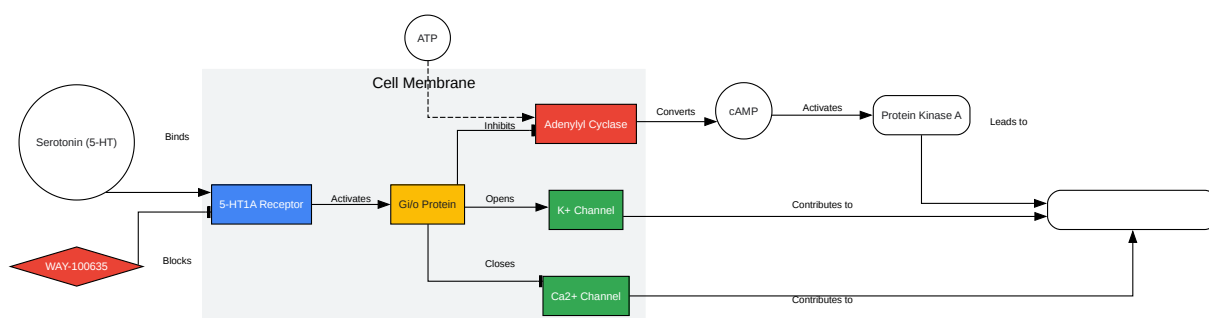 ATP
Cell Membrane
Serotonin (5-HT)
Binds
Inhibits
Adenylyl Cyclase
Converts
cAMP
Activates
Protein Kinase A
Leads to
5-HT1A Receptor
Activates
Gi/o Protein
Opens
K+ Channel
Contributes to
WAY-100635
Blocks
Closes
Ca2+ Channel
Contributes to